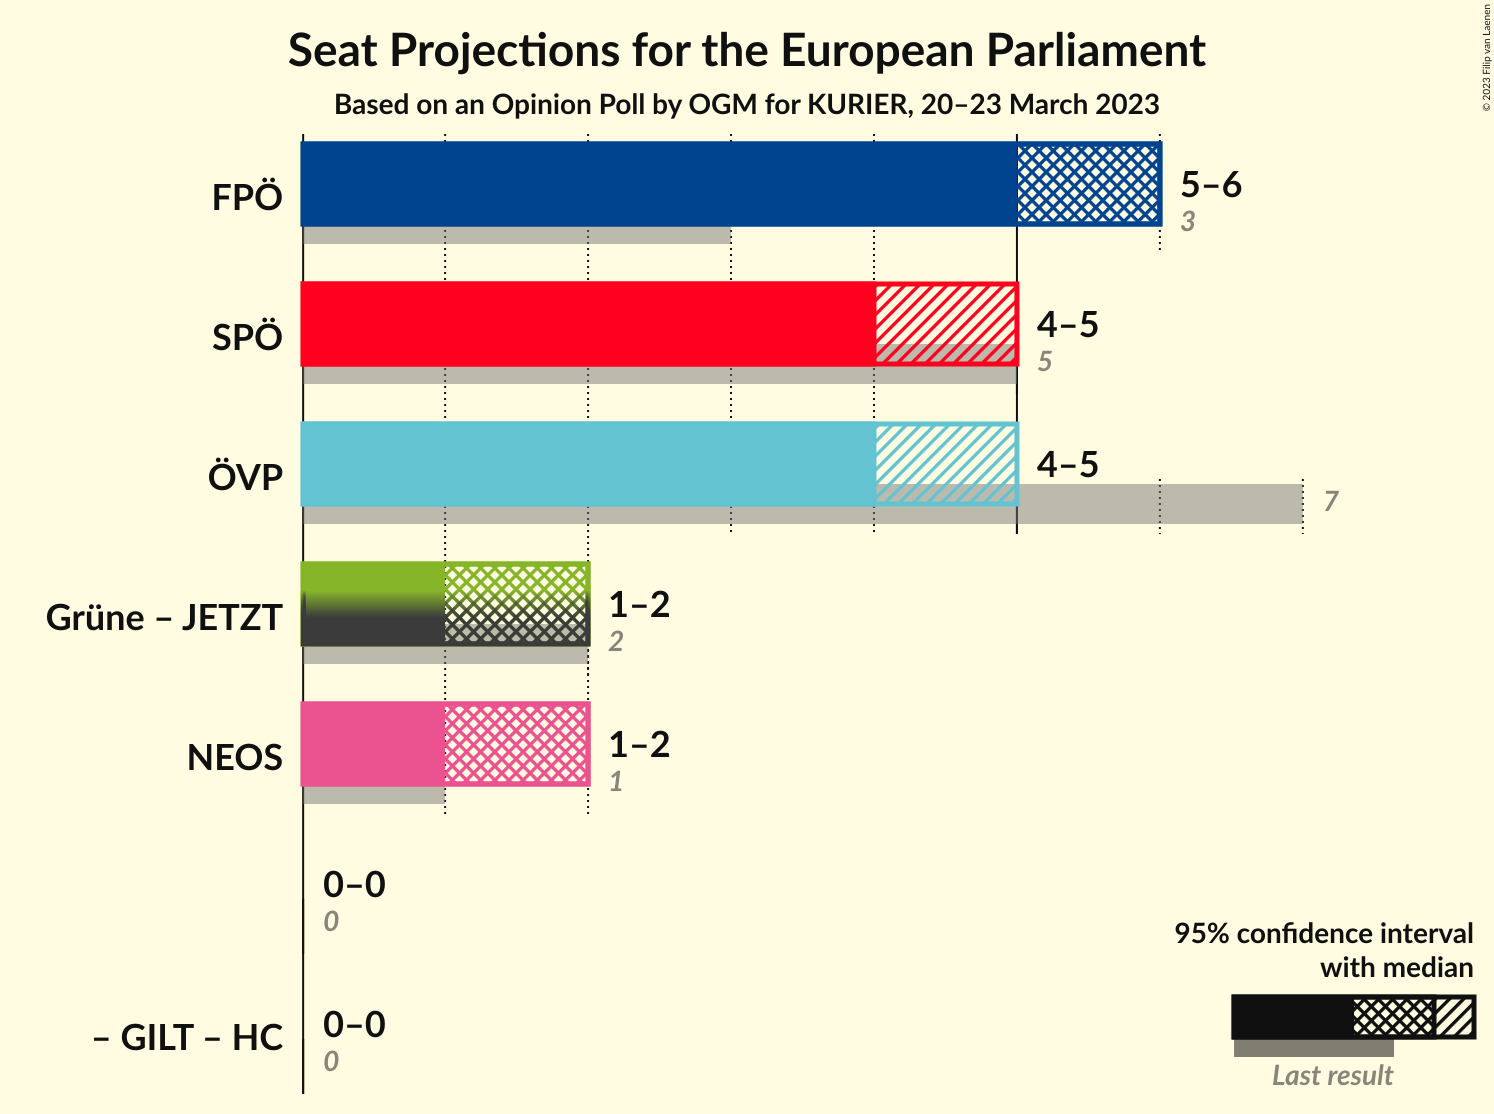 Seat Projections for the European Parliament
Based on an Opinion Poll by OGM for KURIER, 20–23 March 2023
© 2023 Filip van Laenen
FPÖ
5–6
3
SPÖ
4–5
5
ÖVP
4–5
7
Grüne – JETZT
1–2
2
NEOS
1–2
1
0–0
0
– GILT – HC
0–0
0
95% confidence interval
with median
Last result